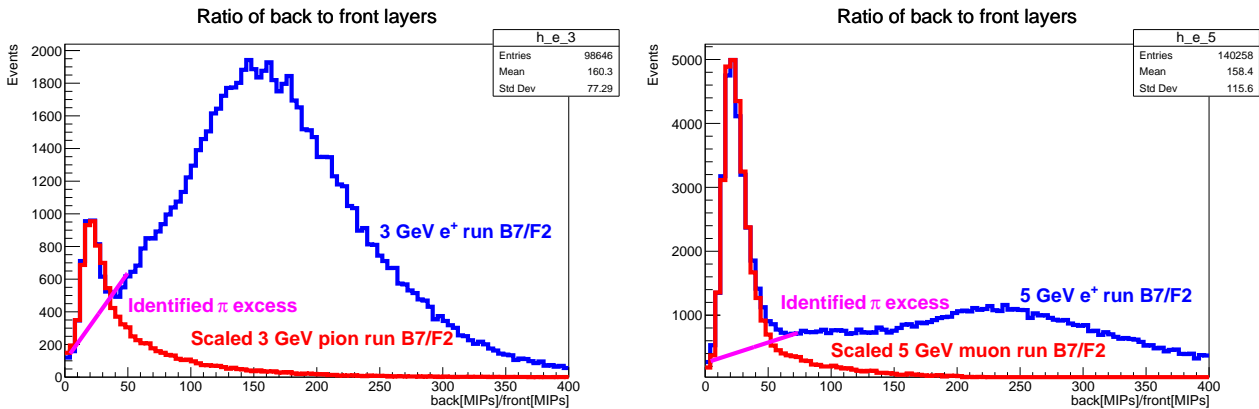 Ratio of back to front layers
h_e_3
Entries 98646
Mean 160.3
Std Dev 77.29
Events
2000
1800
1600
1400
1200
1000
800
600
400
200
0
3 GeV e+ run B7/F2
Identified π excess
Scaled 3 GeV pion run B7/F2
0 50 100 150 200 250 300 350 400
back[MIPs]/front[MIPs]
Ratio of back to front layers
h_e_5
Entries 140258
Mean 158.4
Std Dev 115.6
Events
5000
4000
3000
2000
1000
Identified π excess
5 GeV e+ run B7/F2
Scaled 5 GeV muon run B7/F2
0 50 100 150 200 250 300 350 400
back[MIPs]/front[MIPs]